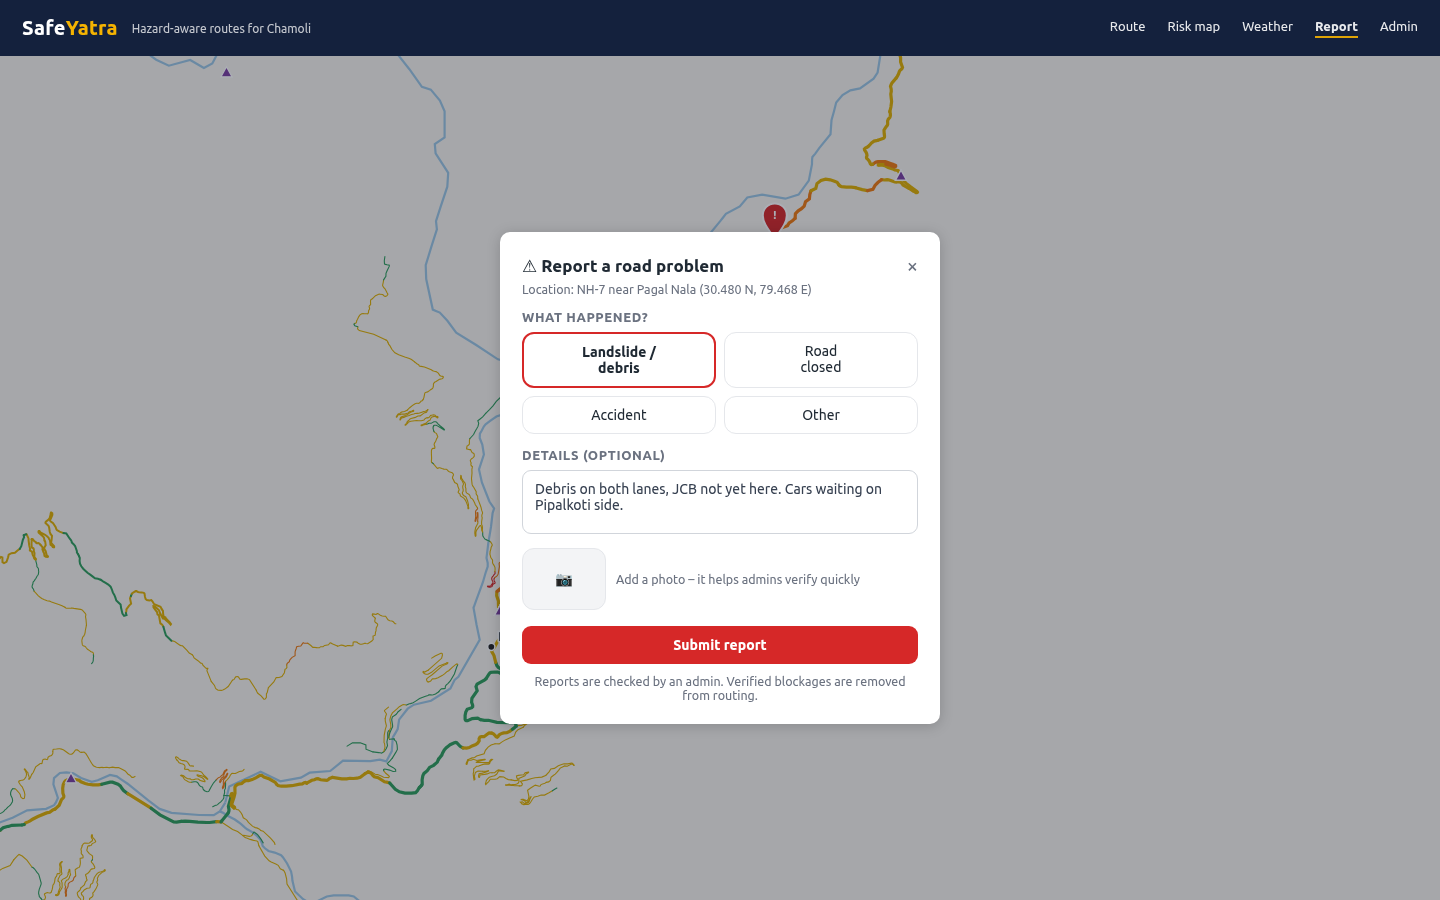 SafeYatra Hazard-aware routes for Chamoli Route Risk map Weather Report Admin
!
⚠ Report a road problem ×
Location: NH-7 near Pagal Nala (30.480 N, 79.468 E)
WHAT HAPPENED?
Landslide /
debris
Road
closed
Accident
Other
DETAILS (OPTIONAL)
Debris on both lanes, JCB not yet here. Cars waiting on
Pipalkoti side.
Add a photo – it helps admins verify quickly
Submit report
Reports are checked by an admin. Verified blockages are removed
from routing.